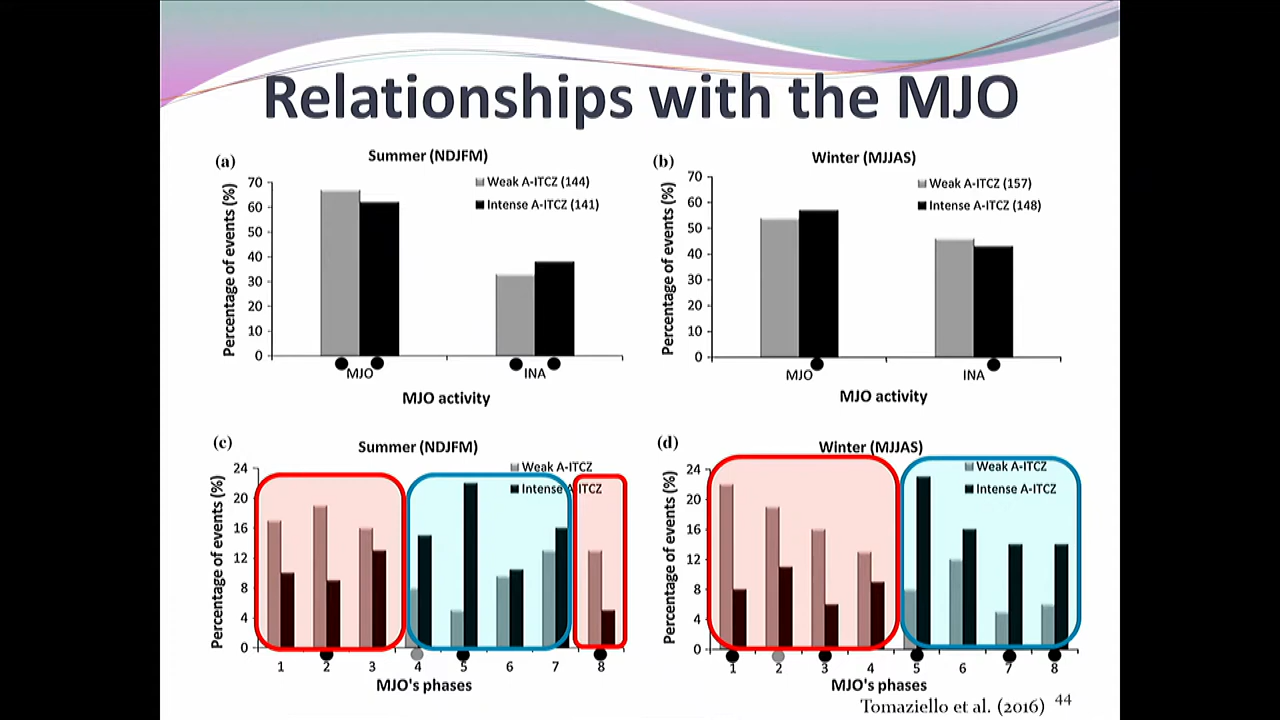 Relationships with the MJO
(a)
Summer (NDJFM)
Weak A-ITCZ (144)
Intense A-ITCZ (141)
Percentage of events (%)
70
60
50
40
30
20
10
0
MJO
INA
MJO activity
(b)
Winter (MJJAS)
Weak A-ITCZ (157)
Intense A-ITCZ (148)
Percentage of events (%)
70
60
50
40
30
20
10
0
MJO
INA
MJO activity
(c)
Summer (NDJFM)
Weak A-ITCZ
Intense A-ITCZ
Percentage of events (%)
24
20
16
12
8
4
0
1 2 3 4 5 6 7 8
MJO's phases
(d)
Winter (MJJAS)
Weak A-ITCZ
Intense A-ITCZ
Percentage of events (%)
24
20
16
12
8
4
0
1 2 3 4 5 6 7 8
MJO's phases
Tomaziello et al. (2016) 44